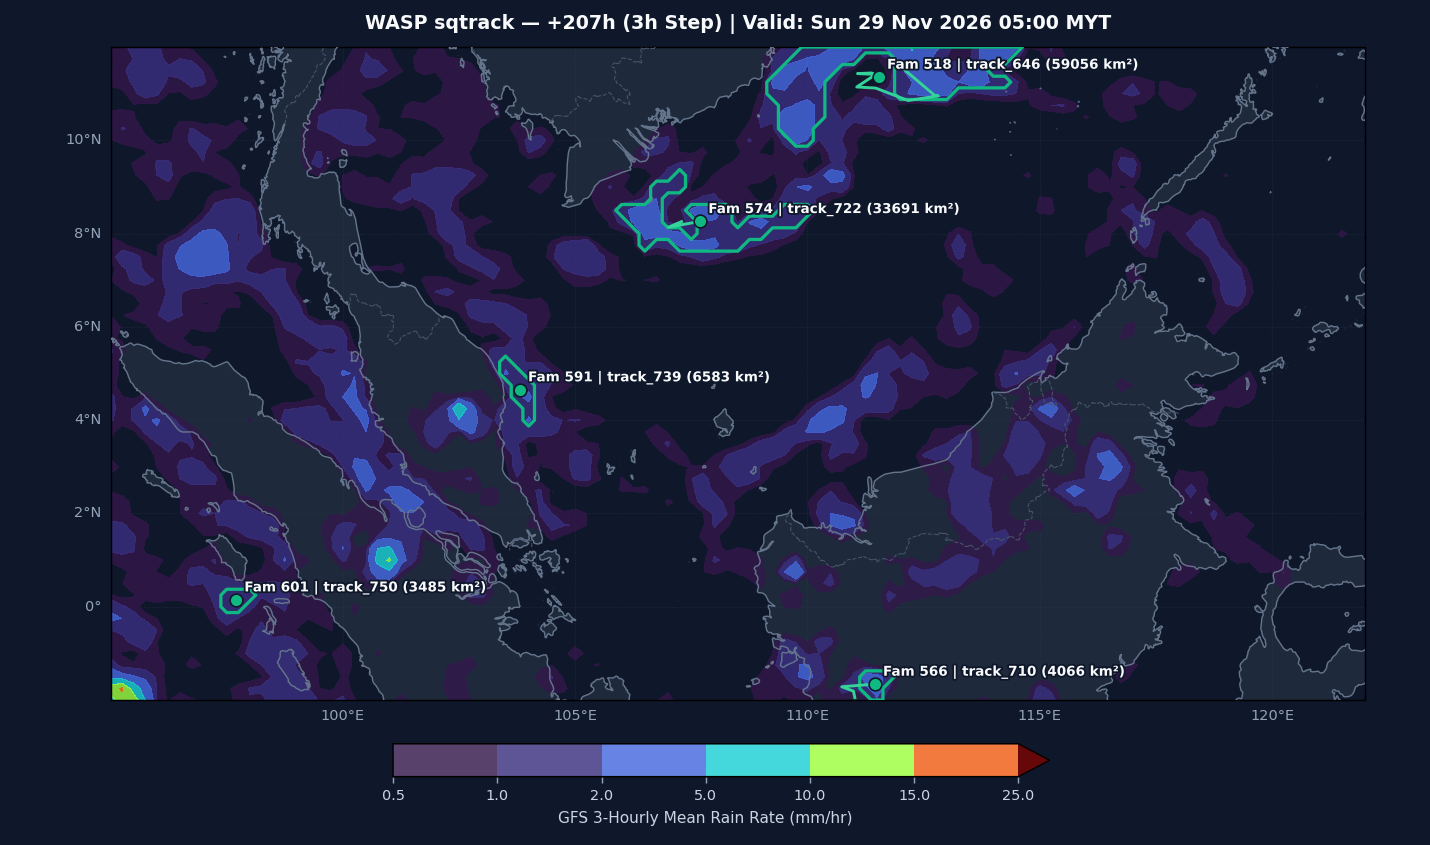 WASP sqtrack — +207h (3h Step) | Valid: Sun 29 Nov 2026 05:00 MYT
Fam 518 | track_646 (59056 km²)
10°N
Fam 574 | track_722 (33691 km²)
8°N
6°N
Fam 591 | track_739 (6583 km²)
4°N
2°N
Fam 601 | track_750 (3485 km²)
0°
Fam 566 | track_710 (4066 km²)
100°E 105°E 110°E 115°E 120°E
0.5 1.0 2.0 5.0 10.0 15.0 25.0
GFS 3-Hourly Mean Rain Rate (mm/hr)